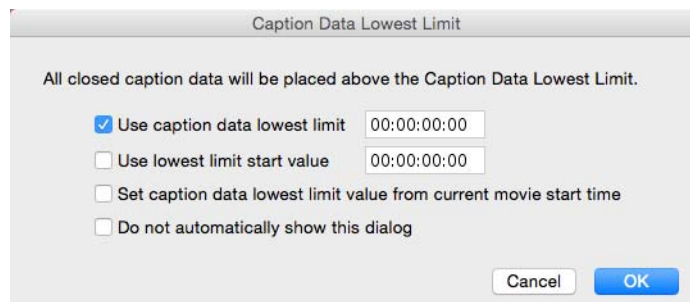 Caption Data Lowest Limit
All closed caption data will be placed above the Caption Data Lowest Limit.
Use caption data lowest limit 00:00:00:00
Use lowest limit start value 00:00:00:00
Set caption data lowest limit value from current movie start time
Do not automatically show this dialog
Cancel OK